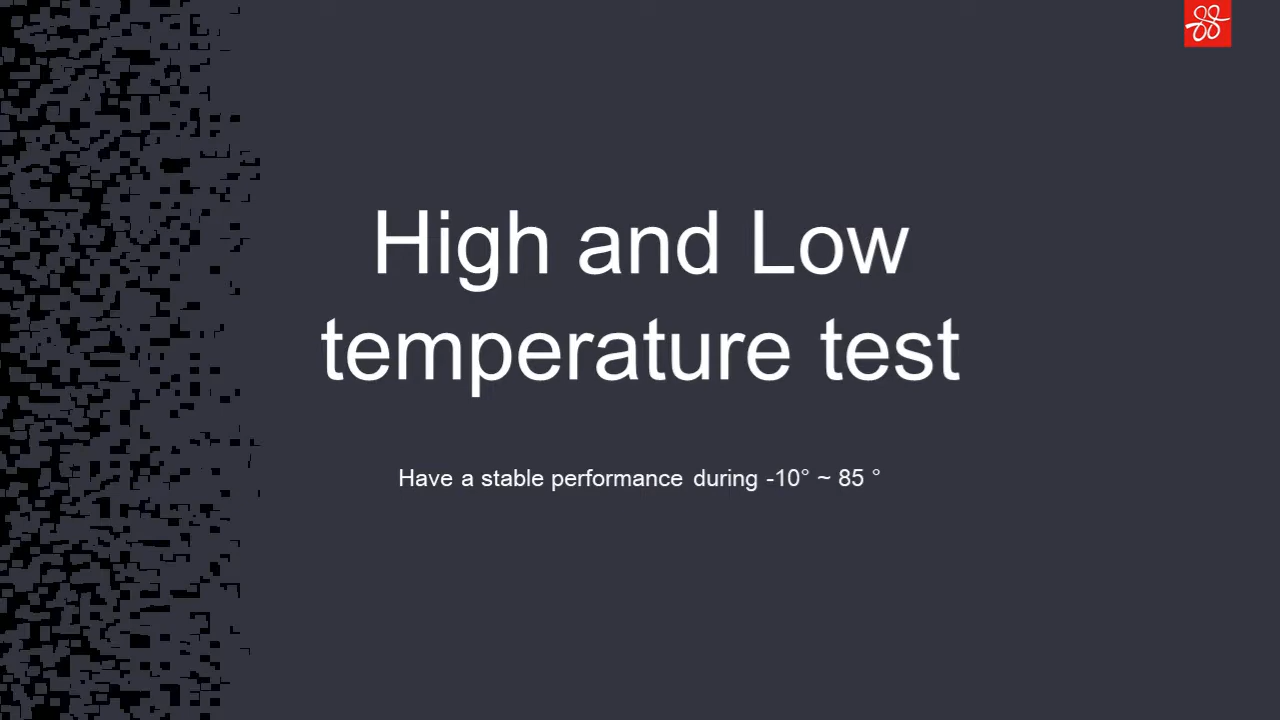 High and Low
temperature test
Have a stable performance during -10° ~ 85 °